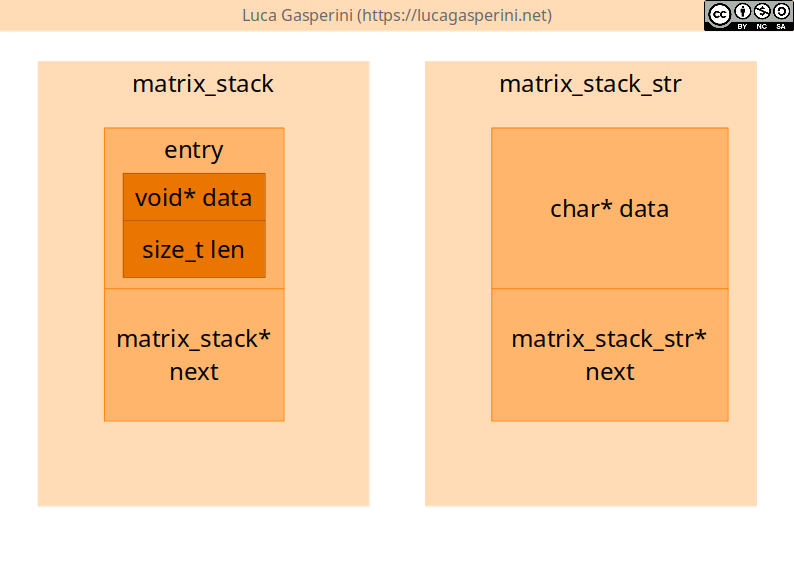 Luca Gasperini (https://lucagasperini.net)
CC BY NC SA
matrix_stack
entry
void* data
size_t len
matrix_stack*
next
matrix_stack_str
char* data
matrix_stack_str*
next